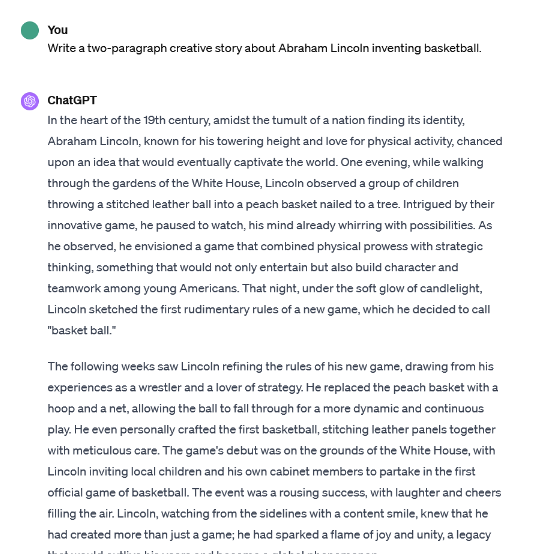 You
Write a two-paragraph creative story about Abraham Lincoln inventing basketball.
ChatGPT
In the heart of the 19th century, amidst the tumult of a nation finding its identity,
Abraham Lincoln, known for his towering height and love for physical activity, chanced
upon an idea that would eventually captivate the world. One evening, while walking
through the gardens of the White House, Lincoln observed a group of children
throwing a stitched leather ball into a peach basket nailed to a tree. Intrigued by their
innovative game, he paused to watch, his mind already whirring with possibilities. As
he observed, he envisioned a game that combined physical prowess with strategic
thinking, something that would not only entertain but also build character and
teamwork among young Americans. That night, under the soft glow of candlelight,
Lincoln sketched the first rudimentary rules of a new game, which he decided to call
"basket ball."
The following weeks saw Lincoln refining the rules of his new game, drawing from his
experiences as a wrestler and a lover of strategy. He replaced the peach basket with a
hoop and a net, allowing the ball to fall through for a more dynamic and continuous
play. He even personally crafted the first basketball, stitching leather panels together
with meticulous care. The game's debut was on the grounds of the White House, with
Lincoln inviting local children and his own cabinet members to partake in the first
official game of basketball. The event was a rousing success, with laughter and cheers
filling the air. Lincoln, watching from the sidelines with a content smile, knew that he
had created more than just a game; he had sparked a flame of joy and unity, a legacy
that would outlive his years and become a global phenomenon.